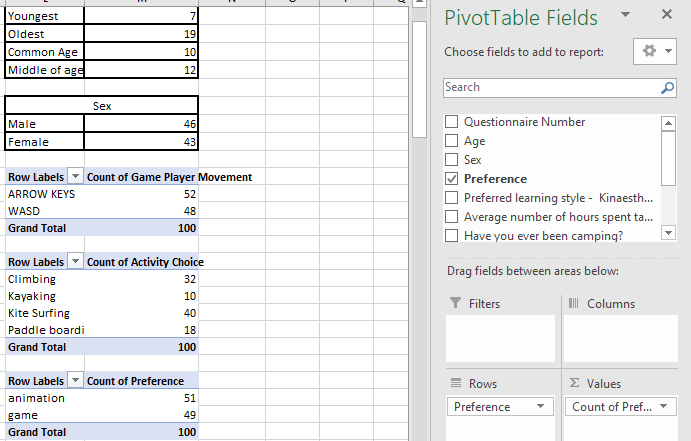 L M N O P Q
Youngest 7
Oldest 19
Common Age 10
Middle of age 12
Sex
Male 46
Female 43
Row Labels Count of Game Player Movement
ARROW KEYS 52
WASD 48
Grand Total 100
Row Labels Count of Activity Choice
Climbing 32
Kayaking 10
Kite Surfing 40
Paddle boardi 18
Grand Total 100
Row Labels Count of Preference
animation 51
game 49
Grand Total 100
PivotTable Fields
Choose fields to add to report:
Search
Questionnaire Number
Age
Sex
Preference
Preferred learning style - Kinaesth...
Average number of hours spent ta...
Have you ever been camping?
Drag fields between areas below:
Filters
Columns
Rows
Σ Values
Preference
Count of Pref...